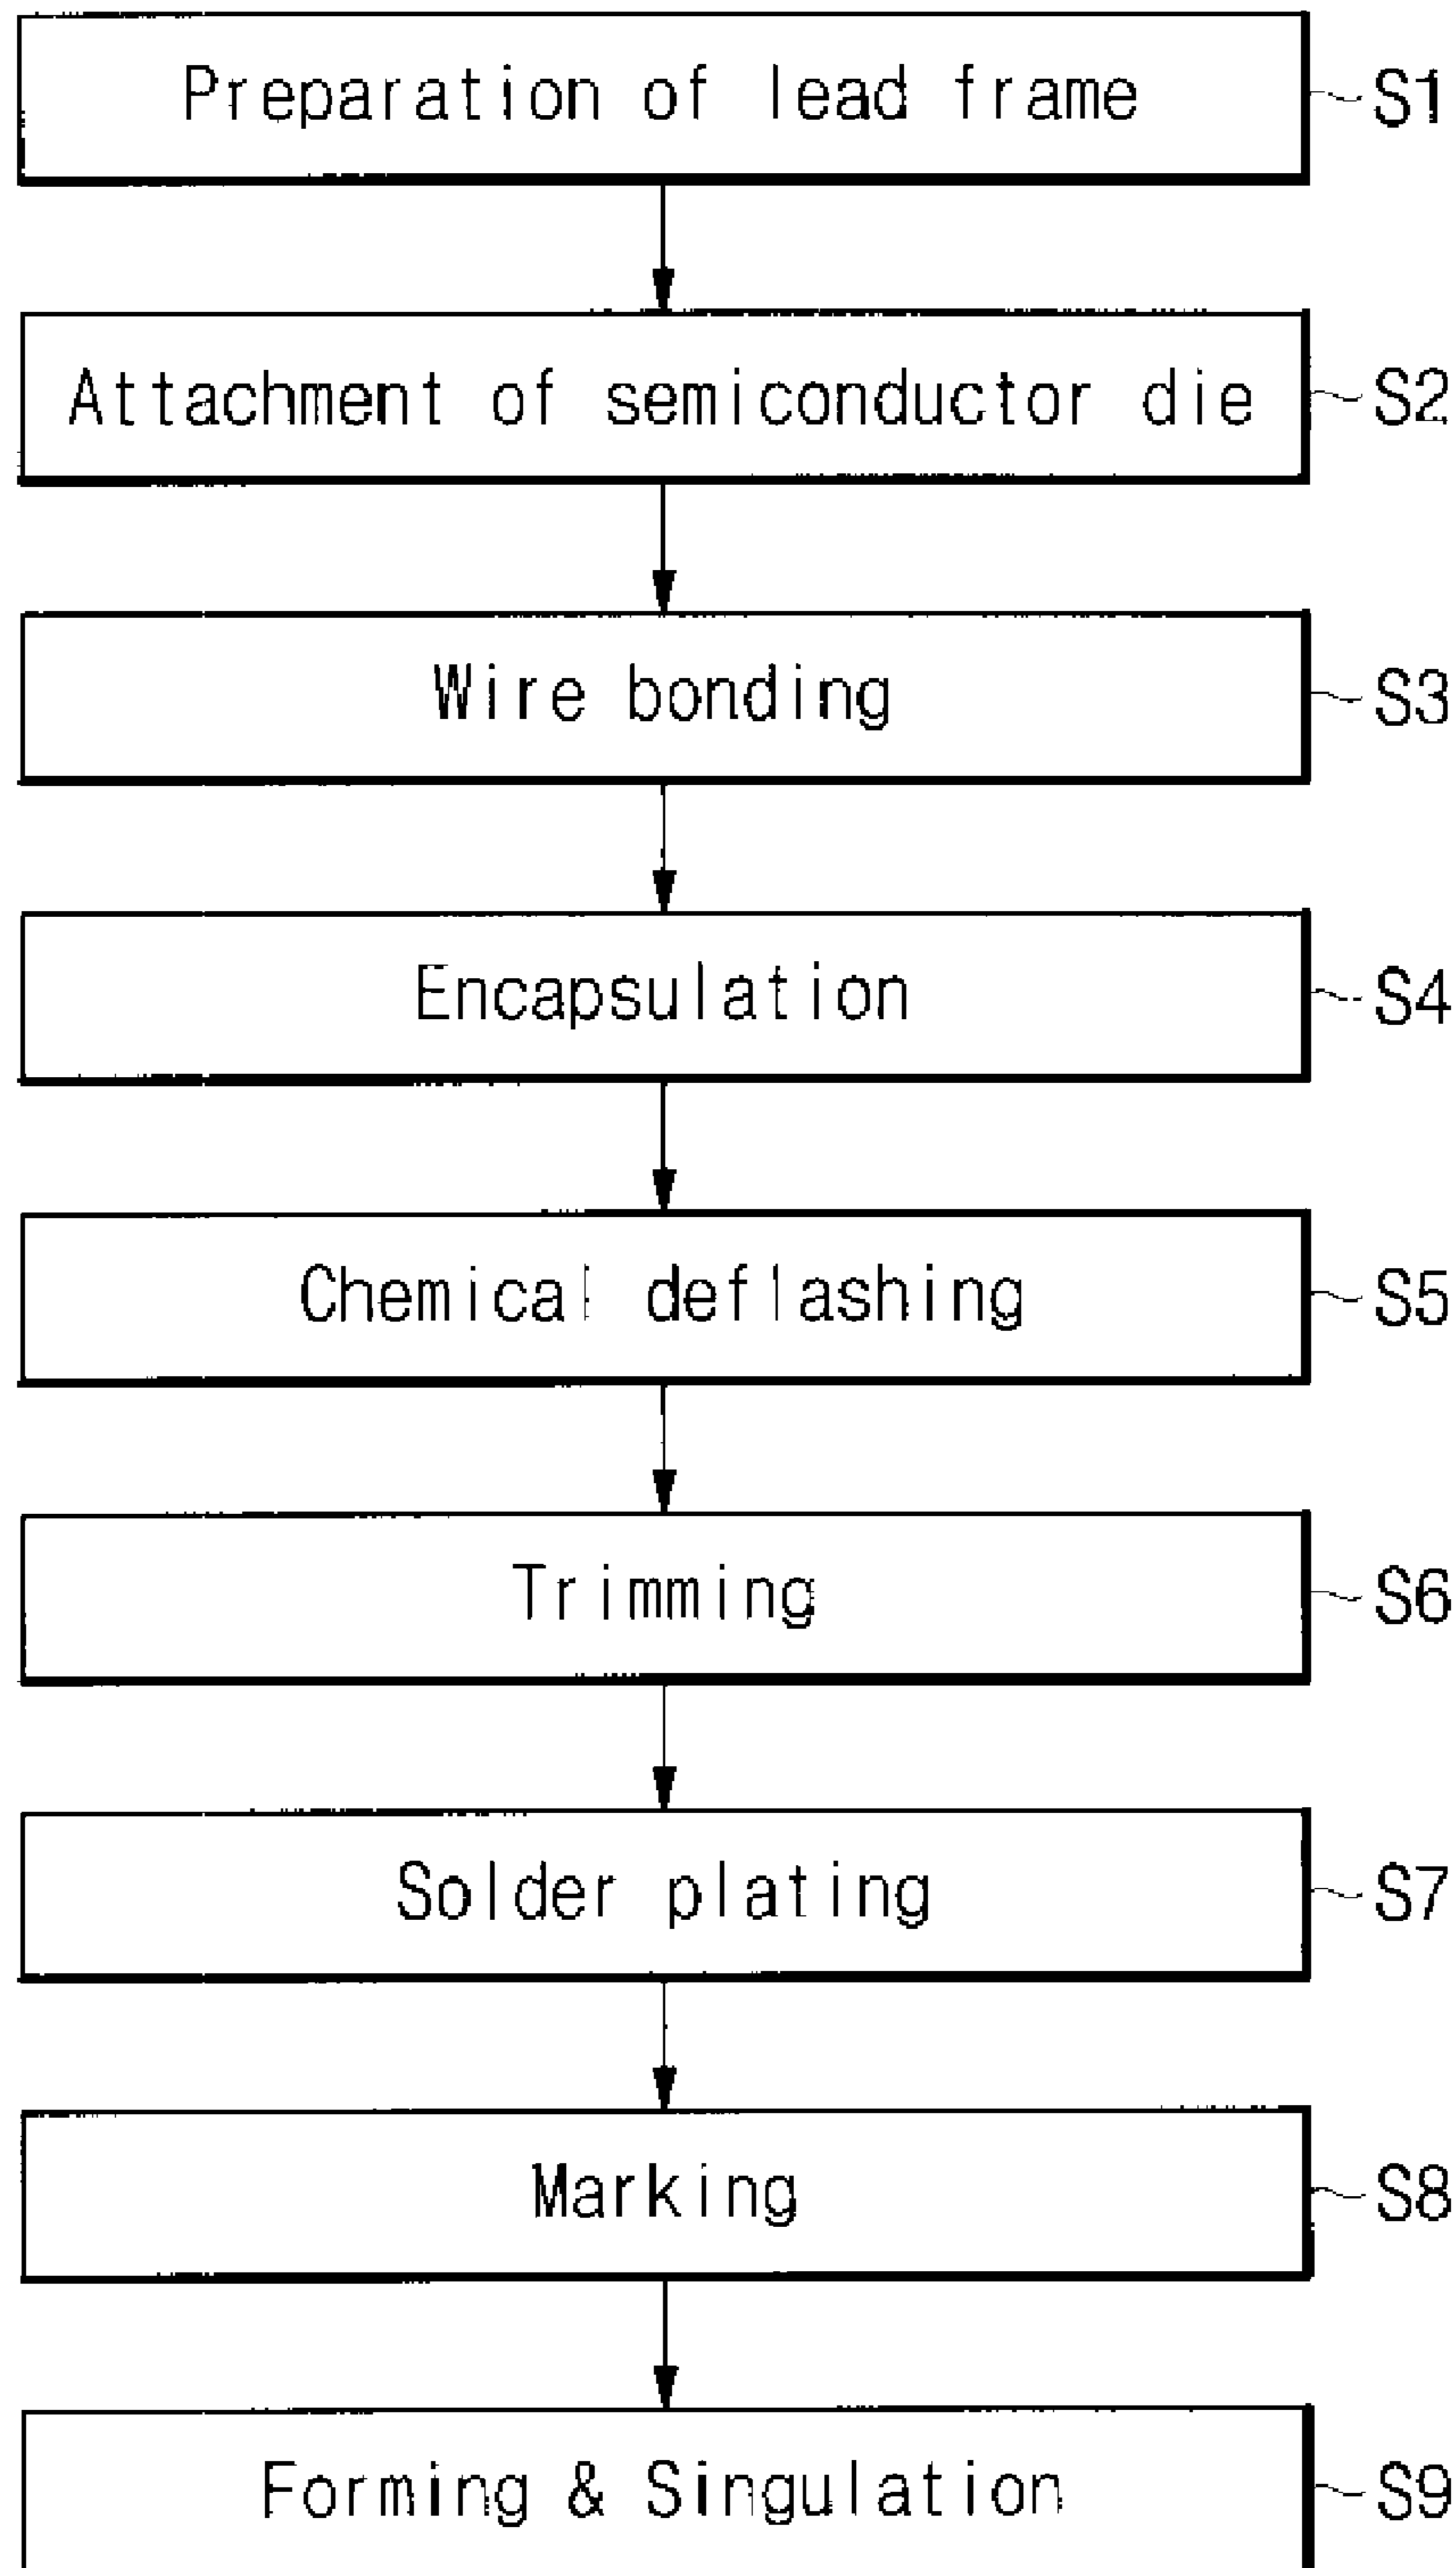 Preparation of lead frame S1
Attachment of semiconductor die S2
Wire bonding S3
Encapsulation S4
Chemical deflashing S5
Trimming S6
Solder plating S7
Marking S8
Forming & Singulation S9